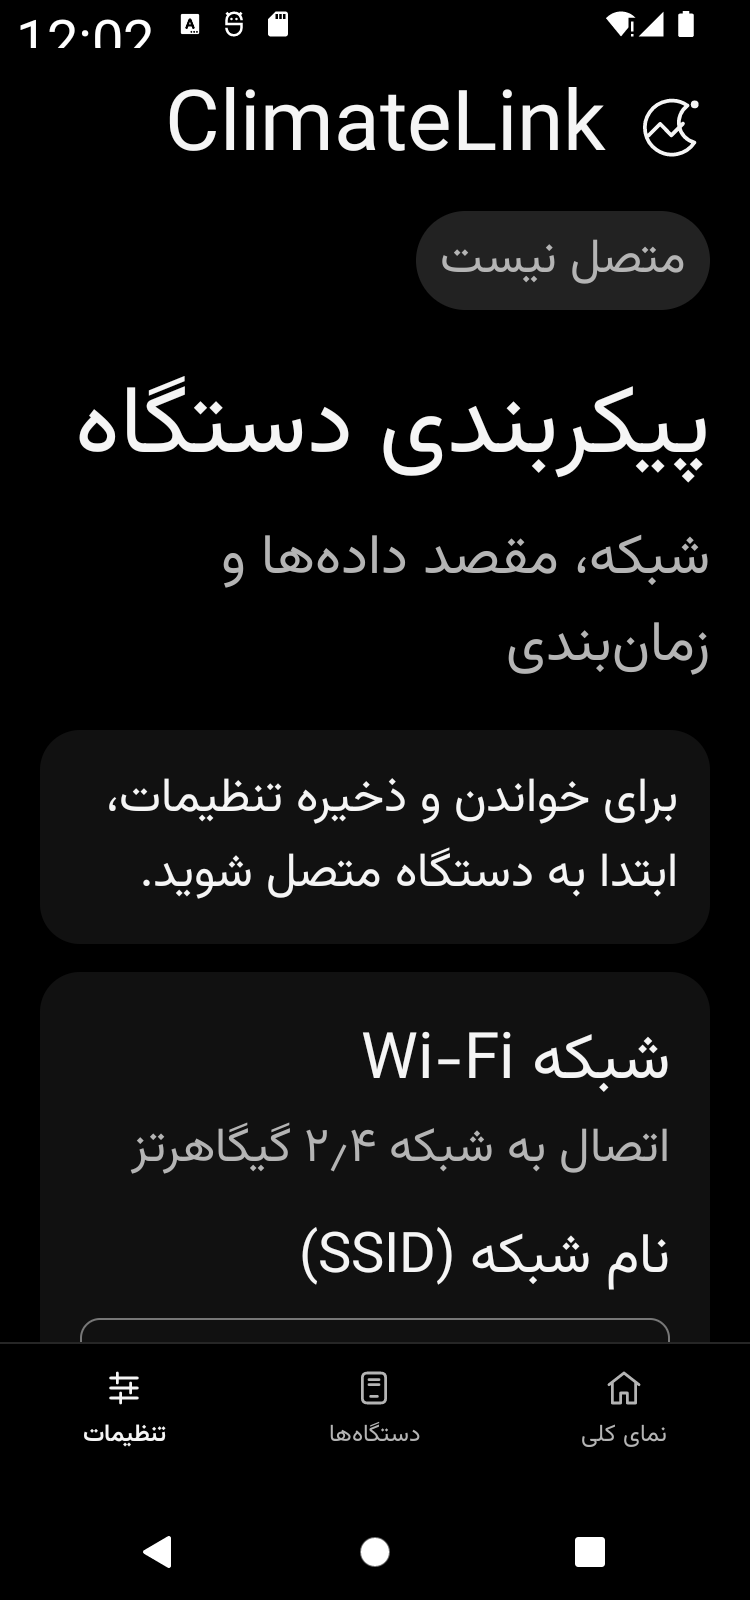 12:02
ClimateLink
متصل نیست
پیکربندی دستگاه
شبکه، مقصد داده‌ها و
زمان‌بندی
برای خواندن و ذخیره تنظیمات،
ابتدا به دستگاه متصل شوید.
شبکه Wi-Fi
اتصال به شبکه ۲٫۴ گیگاهرتز
نام شبکه (SSID)
نمای کلی
دستگاه‌ها
تنظیمات